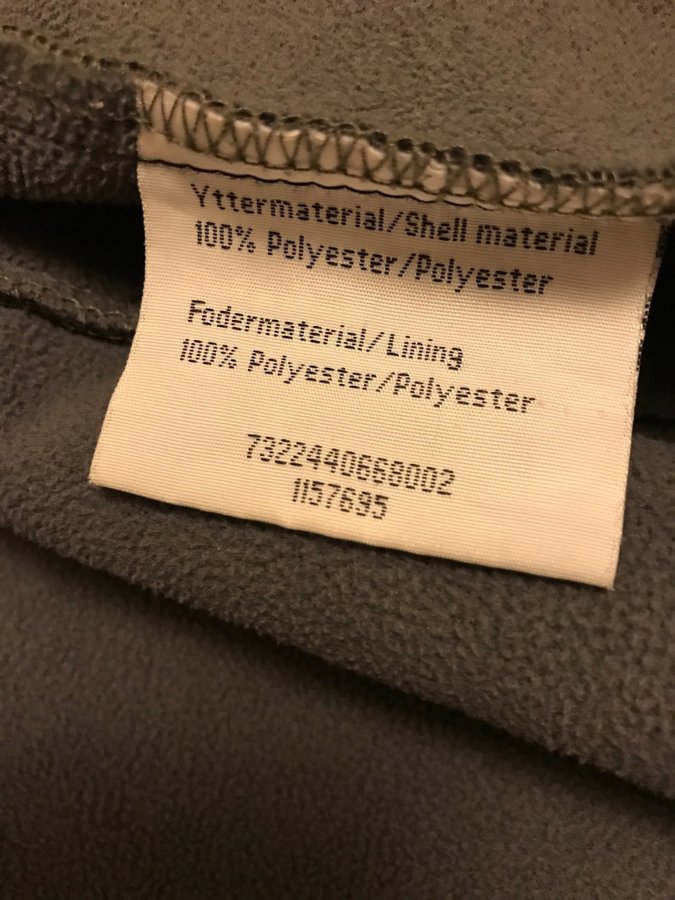 Yttermaterial/Shell material
100% Polyester/Polyester
Fodermaterial/Lining
100% Polyester/Polyester
7322440668002
1157695